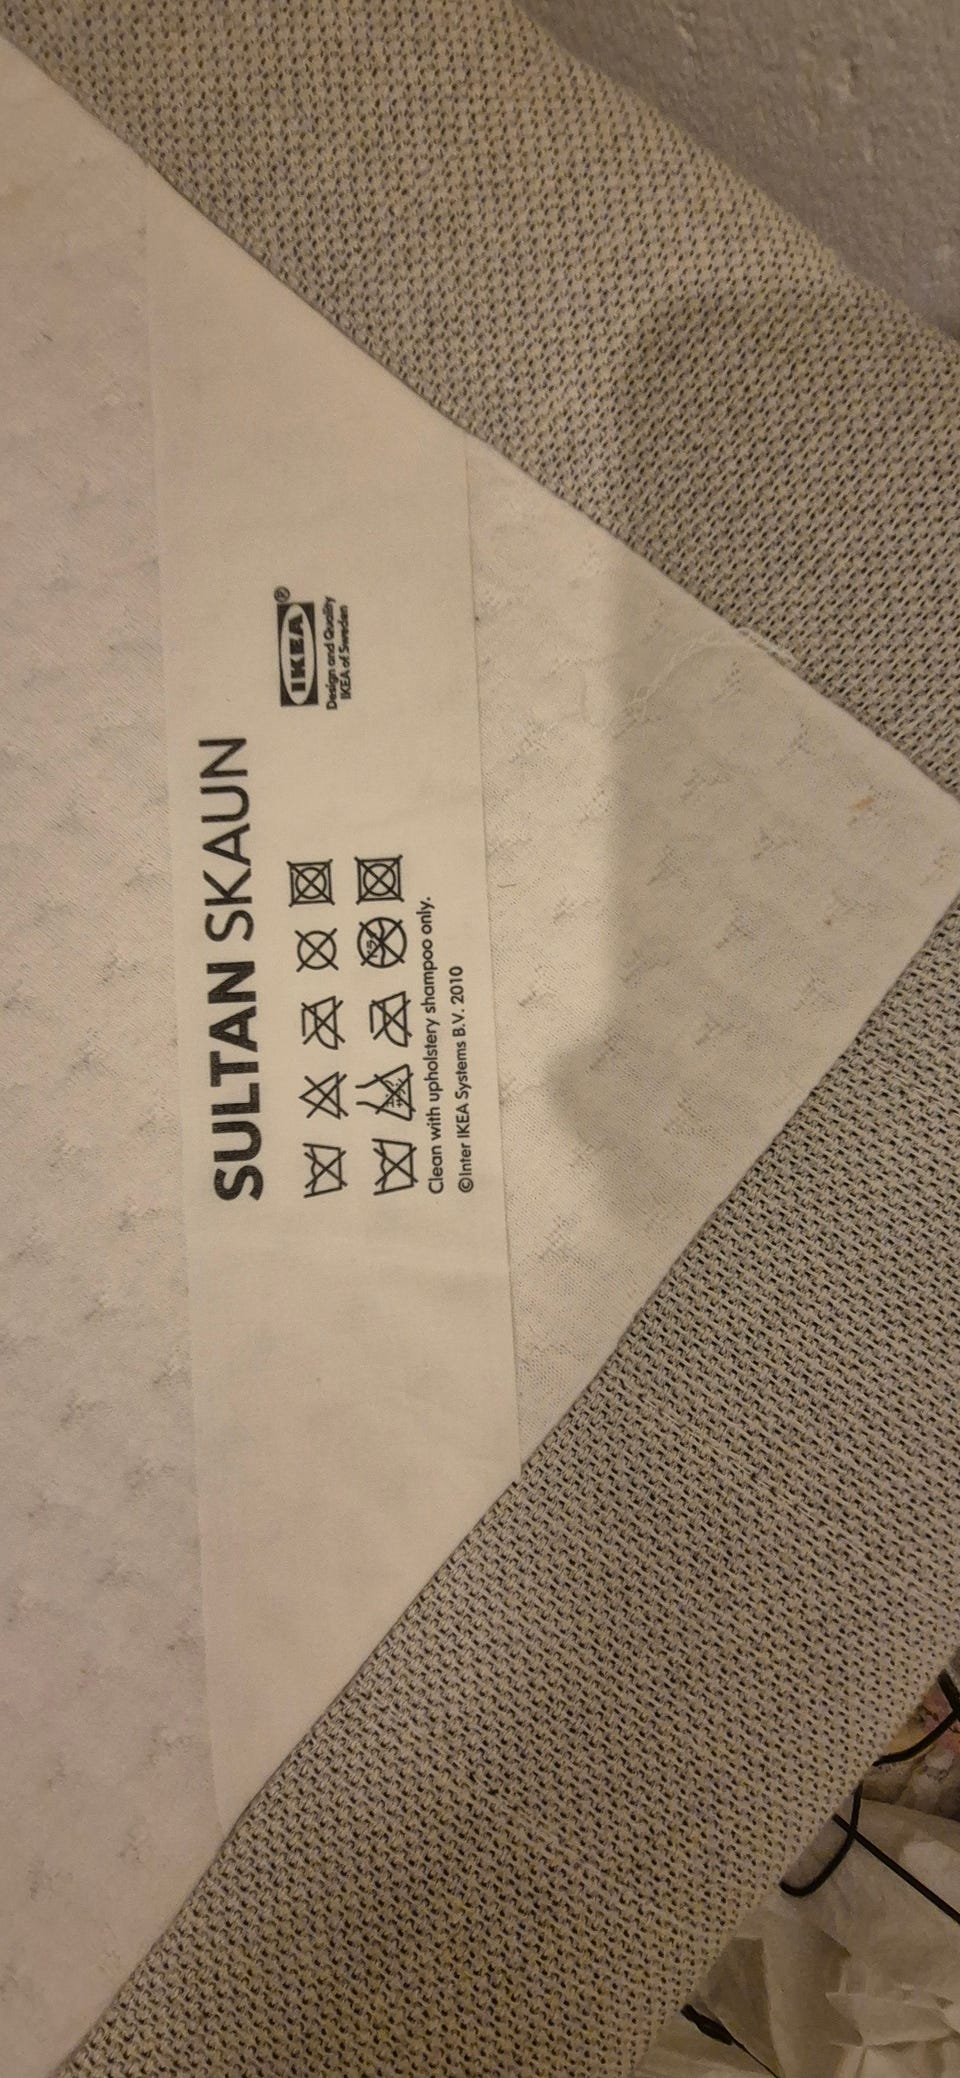 SULTAN SKAUN
IKEA®
Design and Quality
IKEA of Sweden
Clean with upholstery shampoo only.
©Inter IKEA Systems B.V. 2010